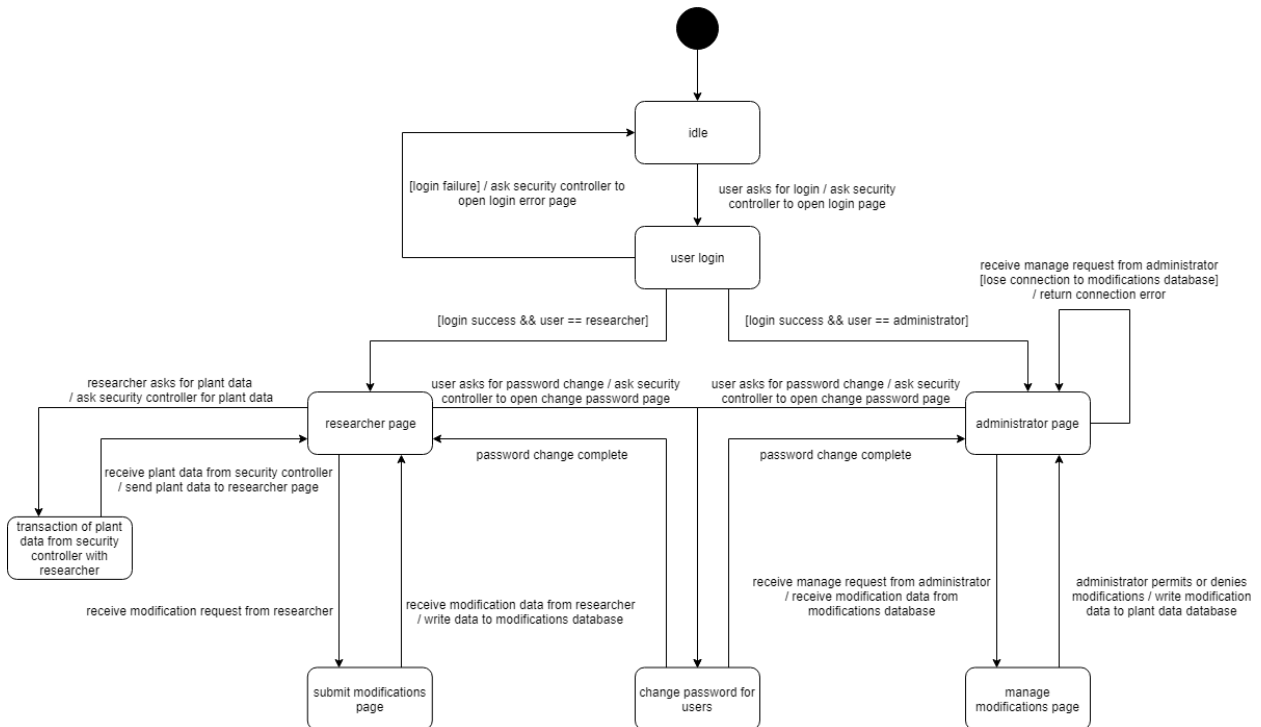 idle
[login failure] / ask security controller to
open login error page
user asks for login / ask security
controller to open login page
user login
receive manage request from administrator
[lose connection to modifications database]
/ return connection error
[login success && user == researcher]
[login success && user == administrator]
researcher asks for plant data
/ ask security controller for plant data
user asks for password change / ask security
controller to open change password page
user asks for password change / ask security
controller to open change password page
researcher page
administrator page
receive plant data from security controller
/ send plant data to researcher page
password change complete
password change complete
transaction of plant
data from security
controller with
researcher
receive modification request from researcher
receive modification data from researcher
/ write data to modifications database
receive manage request from administrator
/ receive modification data from
modifications database
administrator permits or denies
modifications / write modification
data to plant data database
submit modifications
page
change password for
users
manage
modifications page